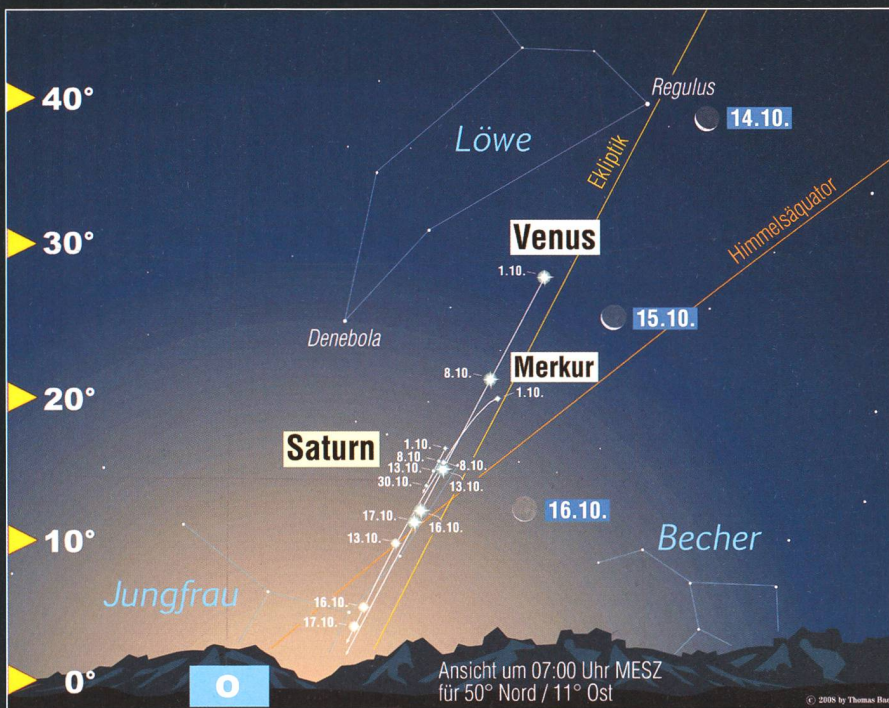 40°
Regulus
14.10.
Löwe
Ekliptik
Himmelsäquator
30°
Venus
1.10.
15.10.
Denebola
8.10.
Merkur
1.10.
20°
Saturn
1.10.
8.10.
8.10.
13.10.
13.10.
30.10.
17.10.
16.10.
16.10.
13.10.
10°
Becher
Jungfrau
16.10.
17.10.
0°
O
Ansicht um 07:00 Uhr MESZ
für 50° Nord / 11° Ost
© 2008 by Thomas